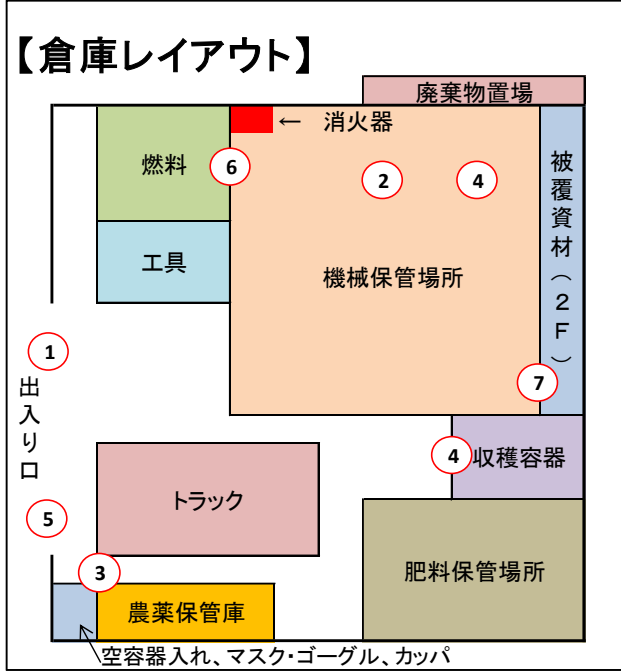 【倉庫レイアウト】
廃棄物置場
← 消火器
燃料
6
2
4
被覆資材（２Ｆ）
工具
機械保管場所
1
7
出入り口
4
収穫容器
トラック
5
3
肥料保管場所
農薬保管庫
空容器入れ、マスク・ゴーグル、カッパ